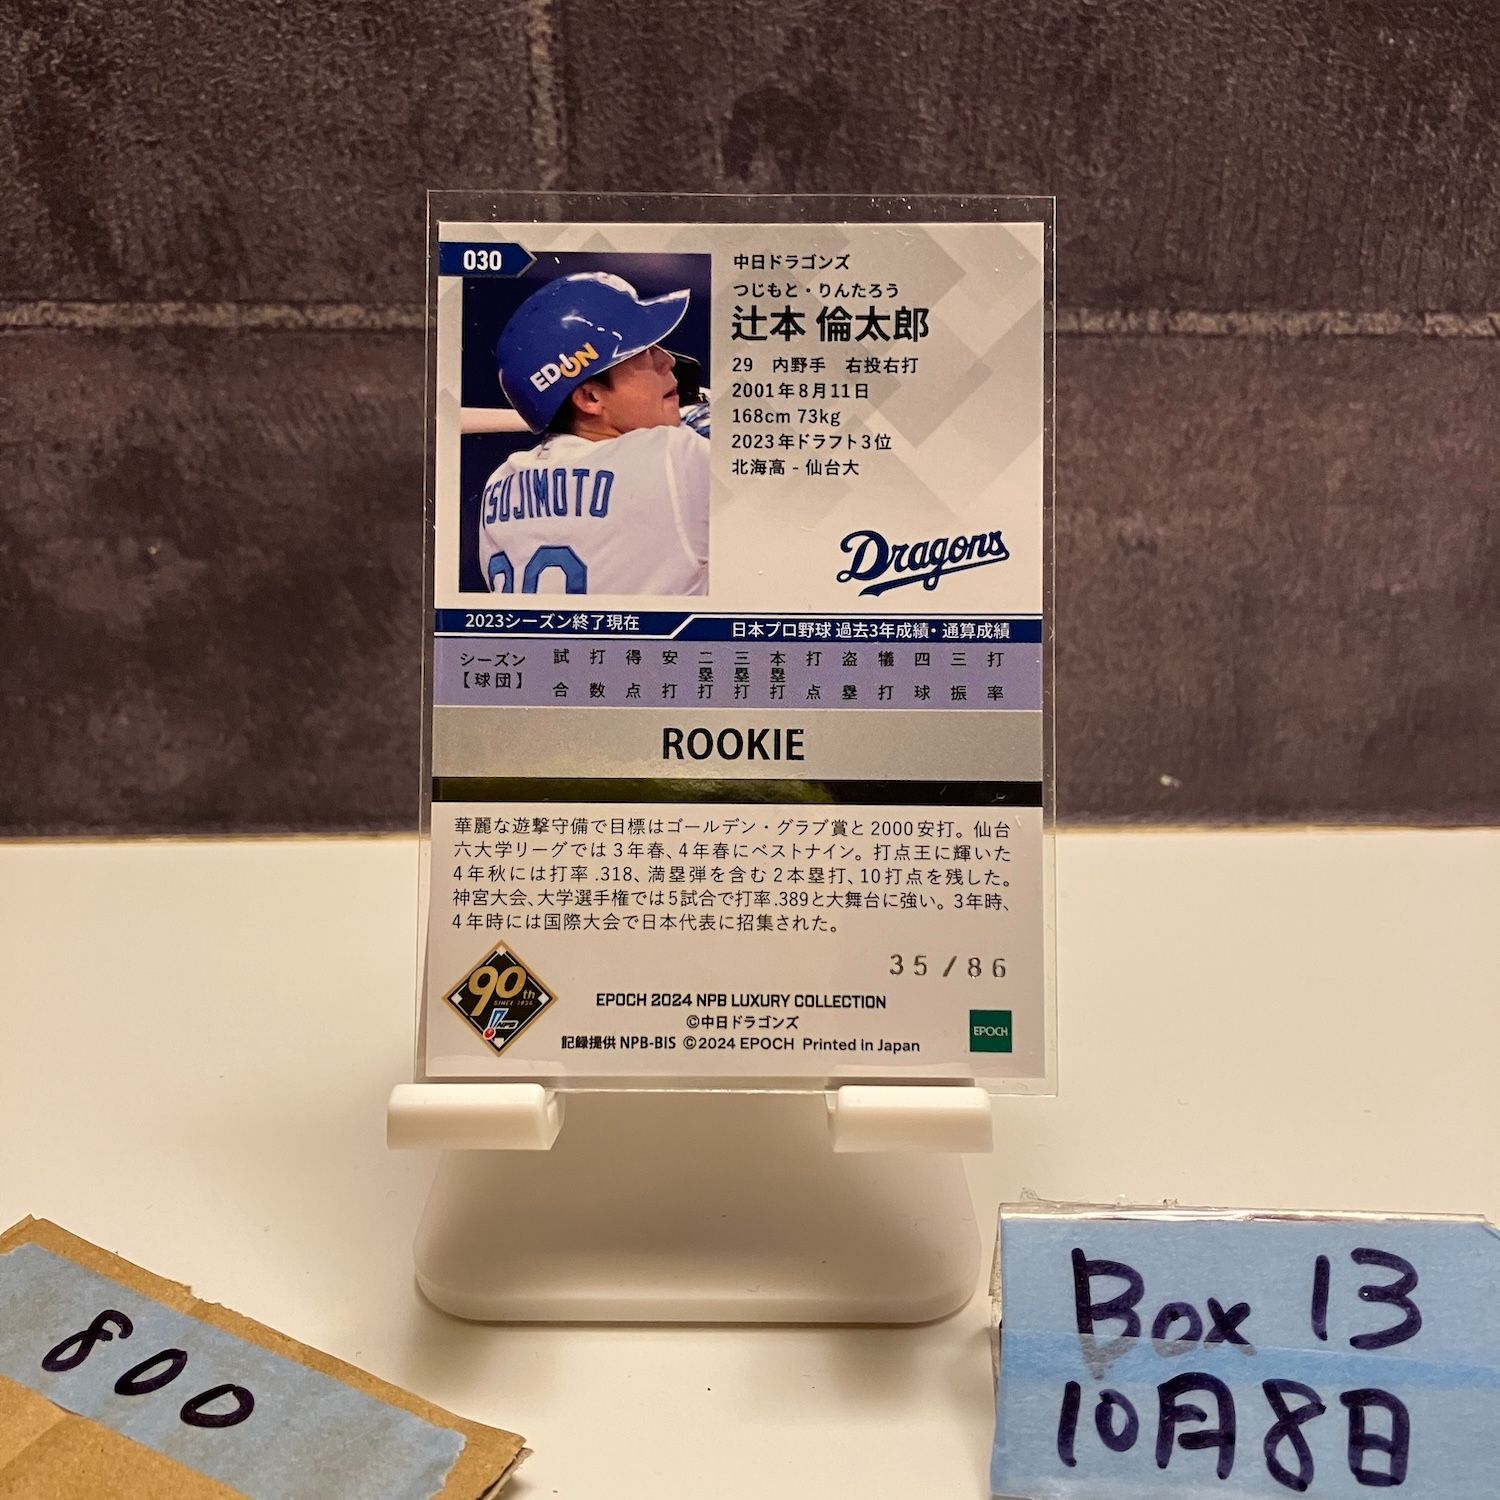 030
中日ドラゴンズ
つじもと・りんたろう
辻本 倫太郎
29 内野手 右投右打
2001年8月11日
168cm 73kg
2023年ドラフト3位
北海高 - 仙台大
EDION
TSUJIMOTO
Dragons
2023シーズン終了現在
日本プロ野球 過去3年成績・通算成績
シーズン【球団】 試合 打数 得点 安打 二塁打 三塁打 本塁打 打点 盗塁 犠打 四球 三振 打率
ROOKIE
華麗な遊撃守備で目標はゴールデン・グラブ賞と2000安打。仙台
六大学リーグでは3年春、4年春にベストナイン。打点王に輝いた
4年秋には打率.318、満塁弾を含む2本塁打、10打点を残した。
神宮大会、大学選手権では5試合で打率.389と大舞台に強い。3年時、
4年時には国際大会で日本代表に招集された。
35/86
90th
SINCE 1934
NPB
EPOCH 2024 NPB LUXURY COLLECTION
©中日ドラゴンズ
記録提供 NPB-BIS ©2024 EPOCH Printed in Japan
EPOCH
800
Box 13
10月8日